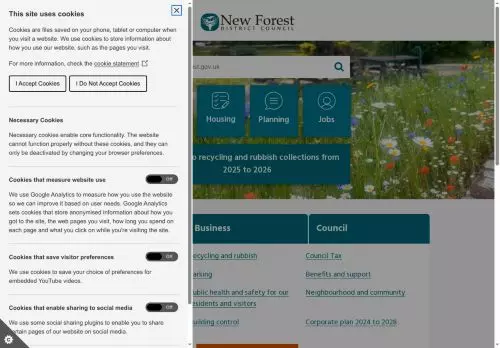 This site uses cookies
Cookies are files saved on your phone, tablet or computer when
you visit a website. We use cookies to store information about
how you use our website, such as the pages you visit.
For more information, check the cookie statement
I Accept Cookies
I Do Not Accept Cookies
Necessary Cookies
Necessary cookies enable core functionality. The website
cannot function properly without these cookies, and they can
only be deactivated by changing your browser preferences.
Cookies that measure website use
Off
We use Google Analytics to measure how you use the website
so we can improve it based on user needs. Google Analytics
sets cookies that store anonymised information about how you
got to the site, the web pages you visit, how long you spend
on each page and what you click on while you're visiting the site.
Cookies that save visitor preferences
Off
We use cookies to save your choice of preferences for
embedded YouTube videos.
Cookies that enable sharing to social media
Off
We use some social sharing plugins to enable you to share
certain pages of our website on social media.
New Forest
DISTRICT COUNCIL
est.gov.uk
Housing
Planning
Jobs
o recycling and rubbish collections from
2025 to 2026
Business
Council
ecycling and rubbish
Council Tax
arking
Benefits and support
ublic health and safety for our
esidents and visitors
Neighbourhood and community
uilding control
Corporate plan 2024 to 2028